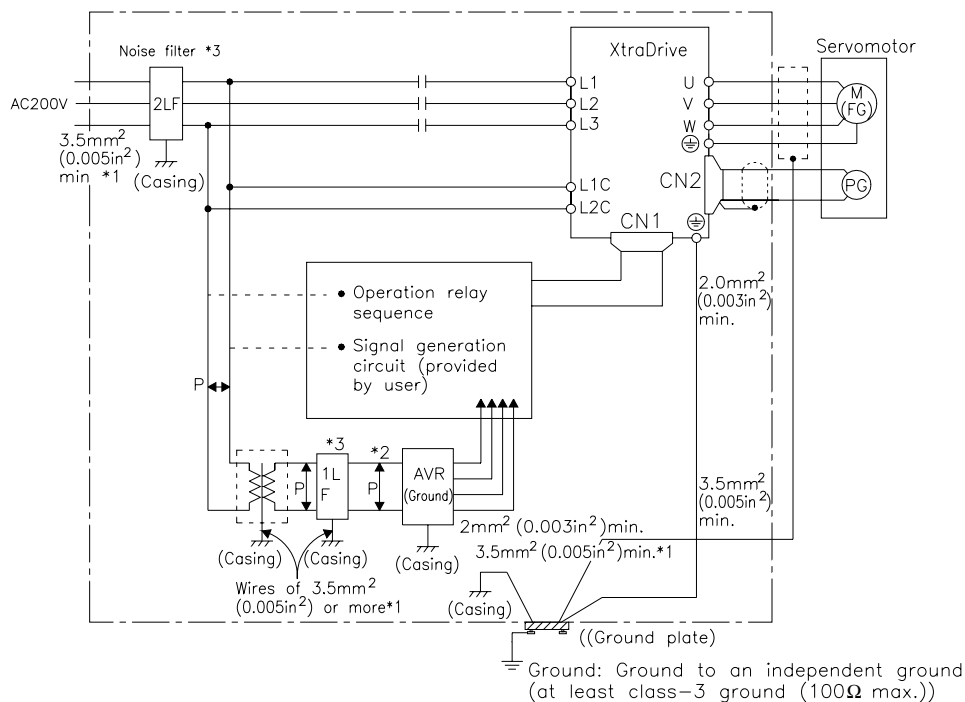 Noise filter *3
XtraDrive
Servomotor
AC200V
2LF
L1
L2
L3
U
V
W
M
(FG)
3.5mm²
(0.005in²)
min *1
(Casing)
L1C
L2C
CN2
PG
CN1
2.0mm²
(0.003in²)
min.
• Operation relay
sequence
• Signal generation
circuit (provided
by user)
P
*3
*2
1L
F
P
P
AVR
(Ground)
3.5mm²
(0.005in²)
min.
2mm² (0.003in²)min.
3.5mm² (0.005in²)min.*1
(Casing)
(Casing)
(Casing)
(Casing)
Wires of 3.5mm²
(0.005in²) or more*1
((Ground plate)
Ground: Ground to an independent ground
(at least class-3 ground (100Ω max.))